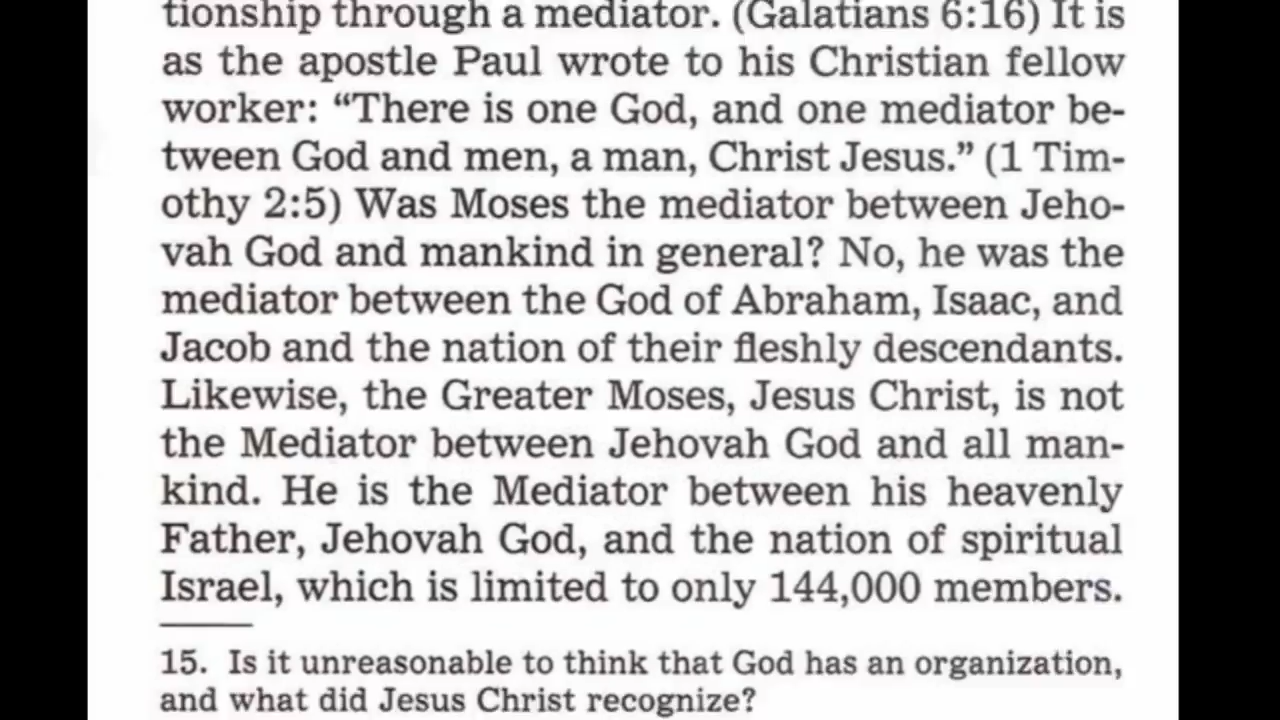 tionship through a mediator. (Galatians 6:16) It is
as the apostle Paul wrote to his Christian fellow
worker: “There is one God, and one mediator be-
tween God and men, a man, Christ Jesus.” (1 Tim-
othy 2:5) Was Moses the mediator between Jeho-
vah God and mankind in general? No, he was the
mediator between the God of Abraham, Isaac, and
Jacob and the nation of their fleshly descendants.
Likewise, the Greater Moses, Jesus Christ, is not
the Mediator between Jehovah God and all man-
kind. He is the Mediator between his heavenly
Father, Jehovah God, and the nation of spiritual
Israel, which is limited to only 144,000 members.
15. Is it unreasonable to think that God has an organization,
and what did Jesus Christ recognize?